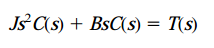 Js²C(s) + BsC(s) = T(s)